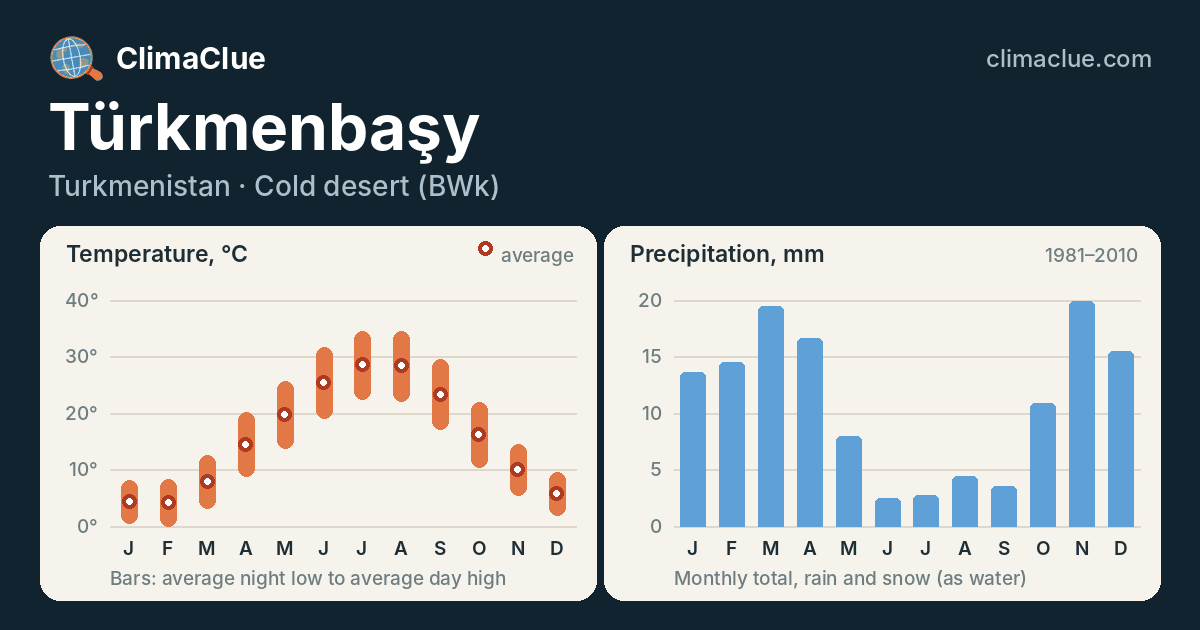 ClimaClue
climaclue.com
Türkmenbaşy
Turkmenistan · Cold desert (BWk)
Temperature, °C
average
40°
30°
20°
10°
0°
J F M A M J J A S O N D
Bars: average night low to average day high
Precipitation, mm
1981–2010
20
15
10
5
0
J F M A M J J A S O N D
Monthly total, rain and snow (as water)